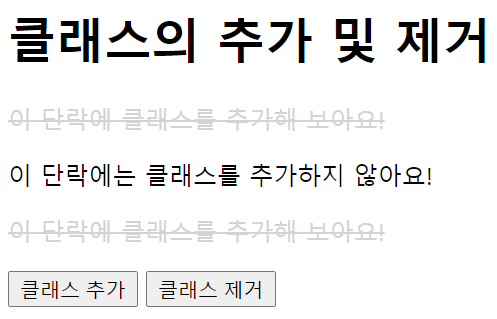 클래스의 추가 및 제거
이 단락에 클래스를 추가해 보아요!
이 단락에는 클래스를 추가하지 않아요!
이 단락에 클래스를 추가해 보아요!
클래스 추가 클래스 제거